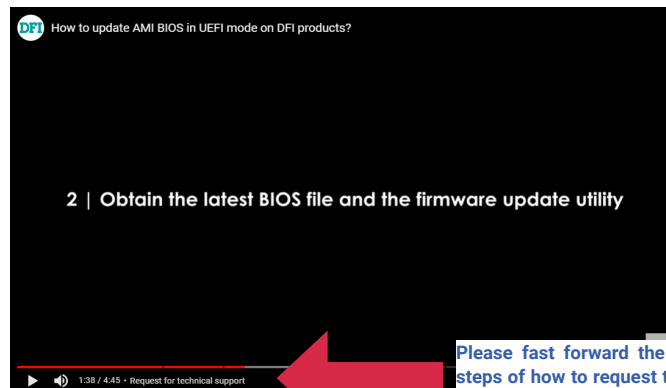 DFI How to update AMI BIOS in UEFI mode on DFI products?
2 | Obtain the latest BIOS file and the firmware update utility
Please fast forward the
steps of how to request t
1:38 / 4:45 • Request for technical support